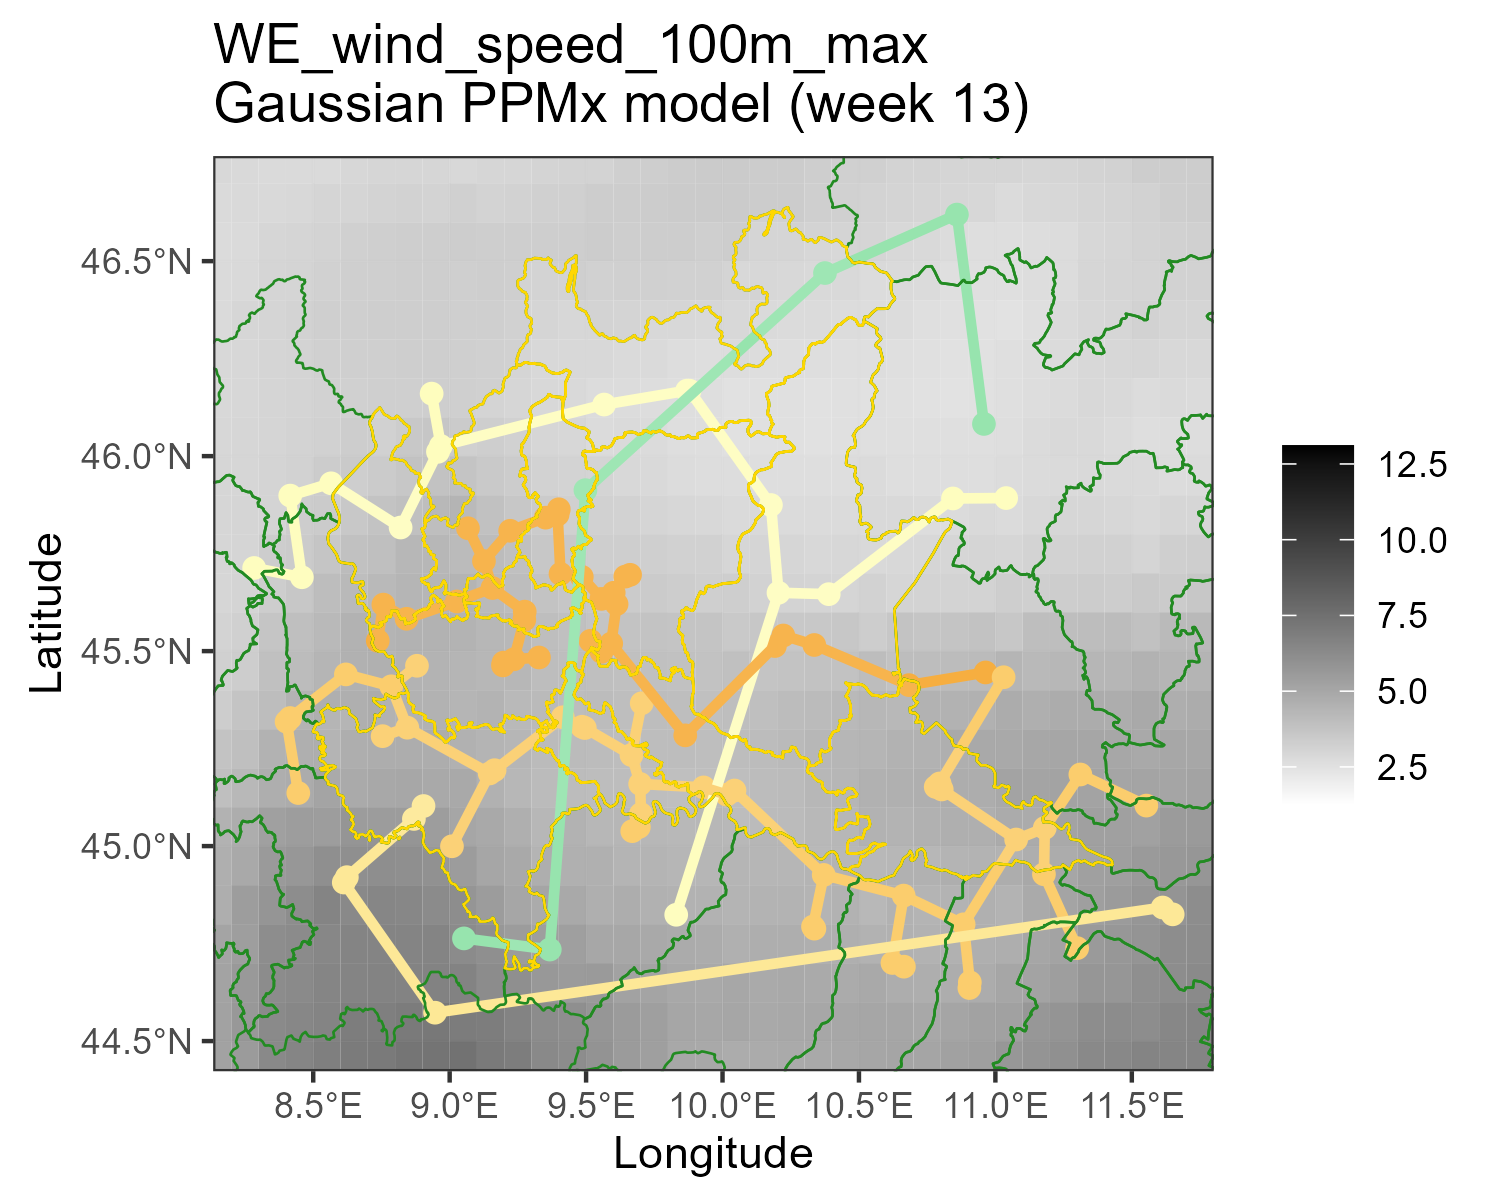 WE_wind_speed_100m_max
Gaussian PPMx model (week 13)
46.5°N
46.0°N
45.5°N
45.0°N
44.5°N
Latitude
8.5°E 9.0°E 9.5°E 10.0°E 10.5°E 11.0°E 11.5°E
Longitude
12.5
10.0
7.5
5.0
2.5